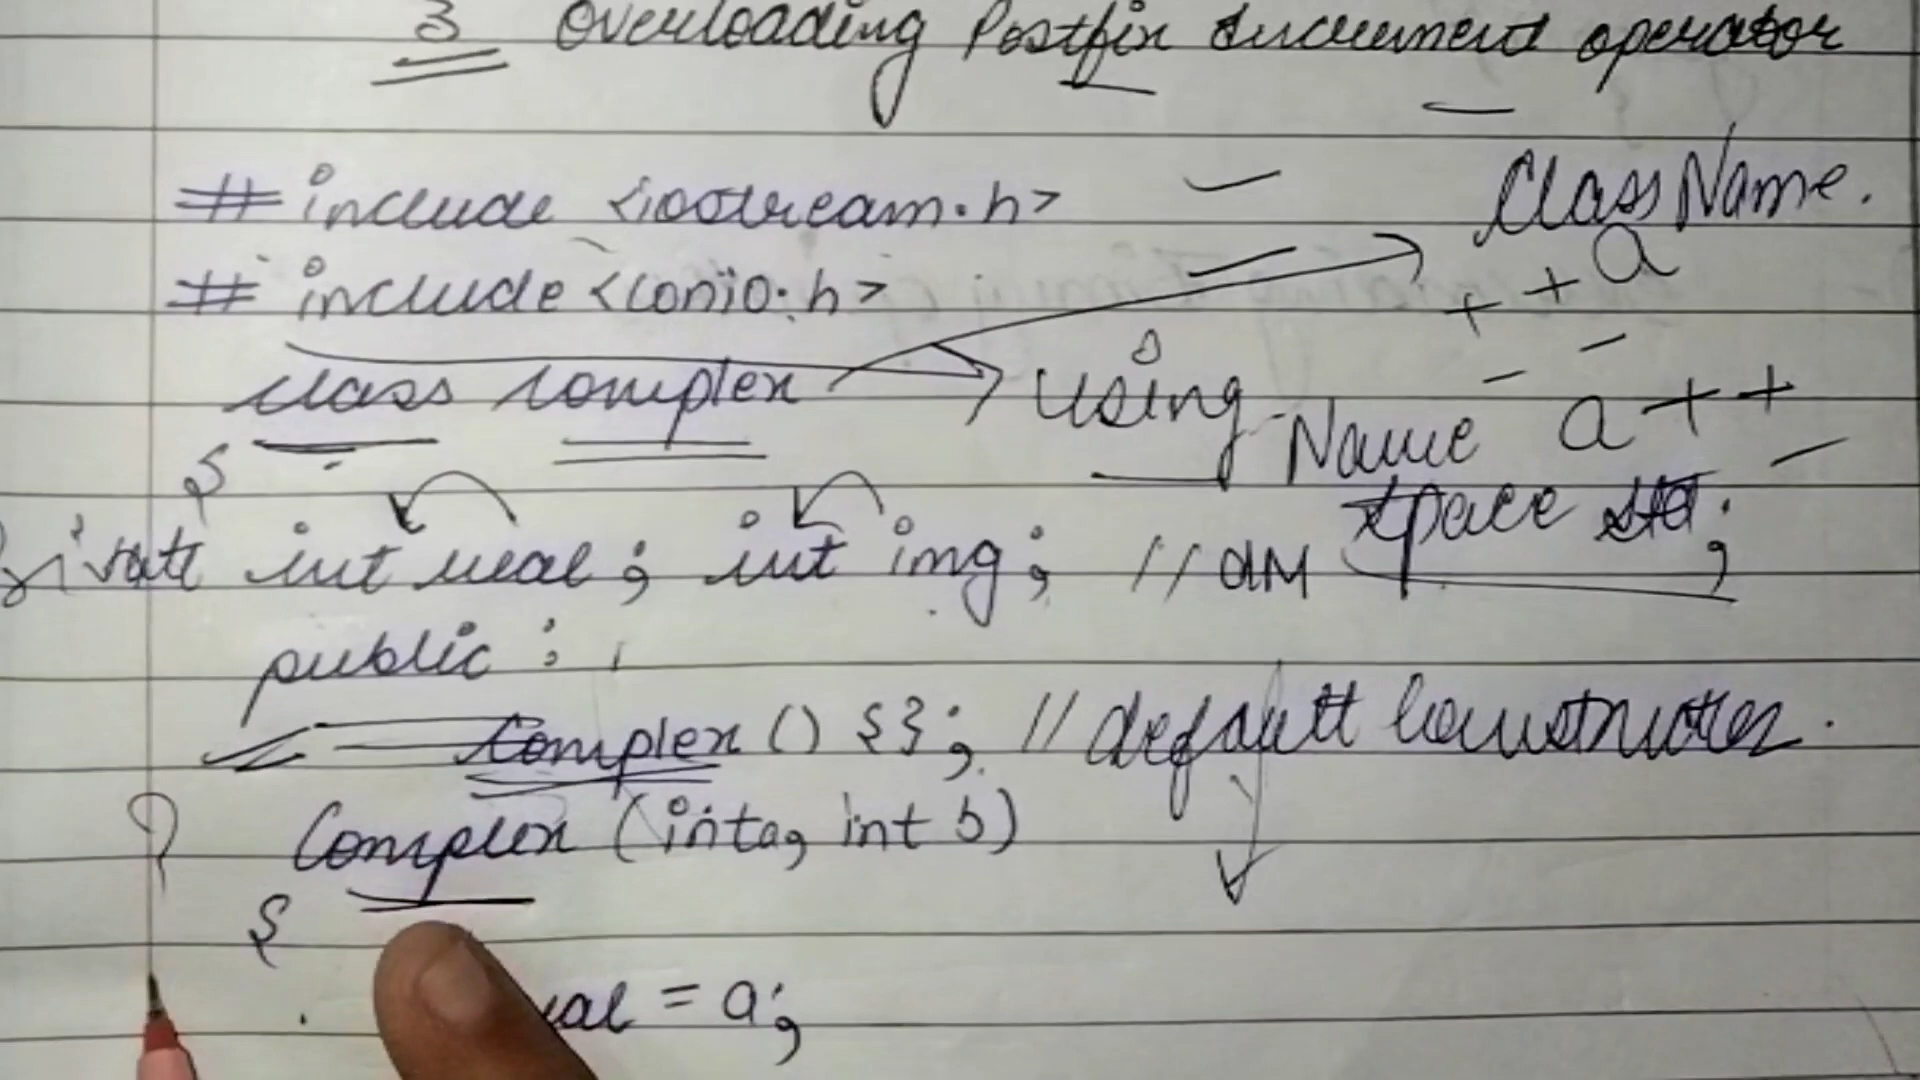 3 Overloading Postfix Increment operator
# include <iostream.h>
# include <conio.h>
Class Name.
++a
class complex
using Name space std;
a++
{
private int real; int img; // DM
public:
Complex () {}; // default Constructor.
Complex (int a, int b)
{
real = a;